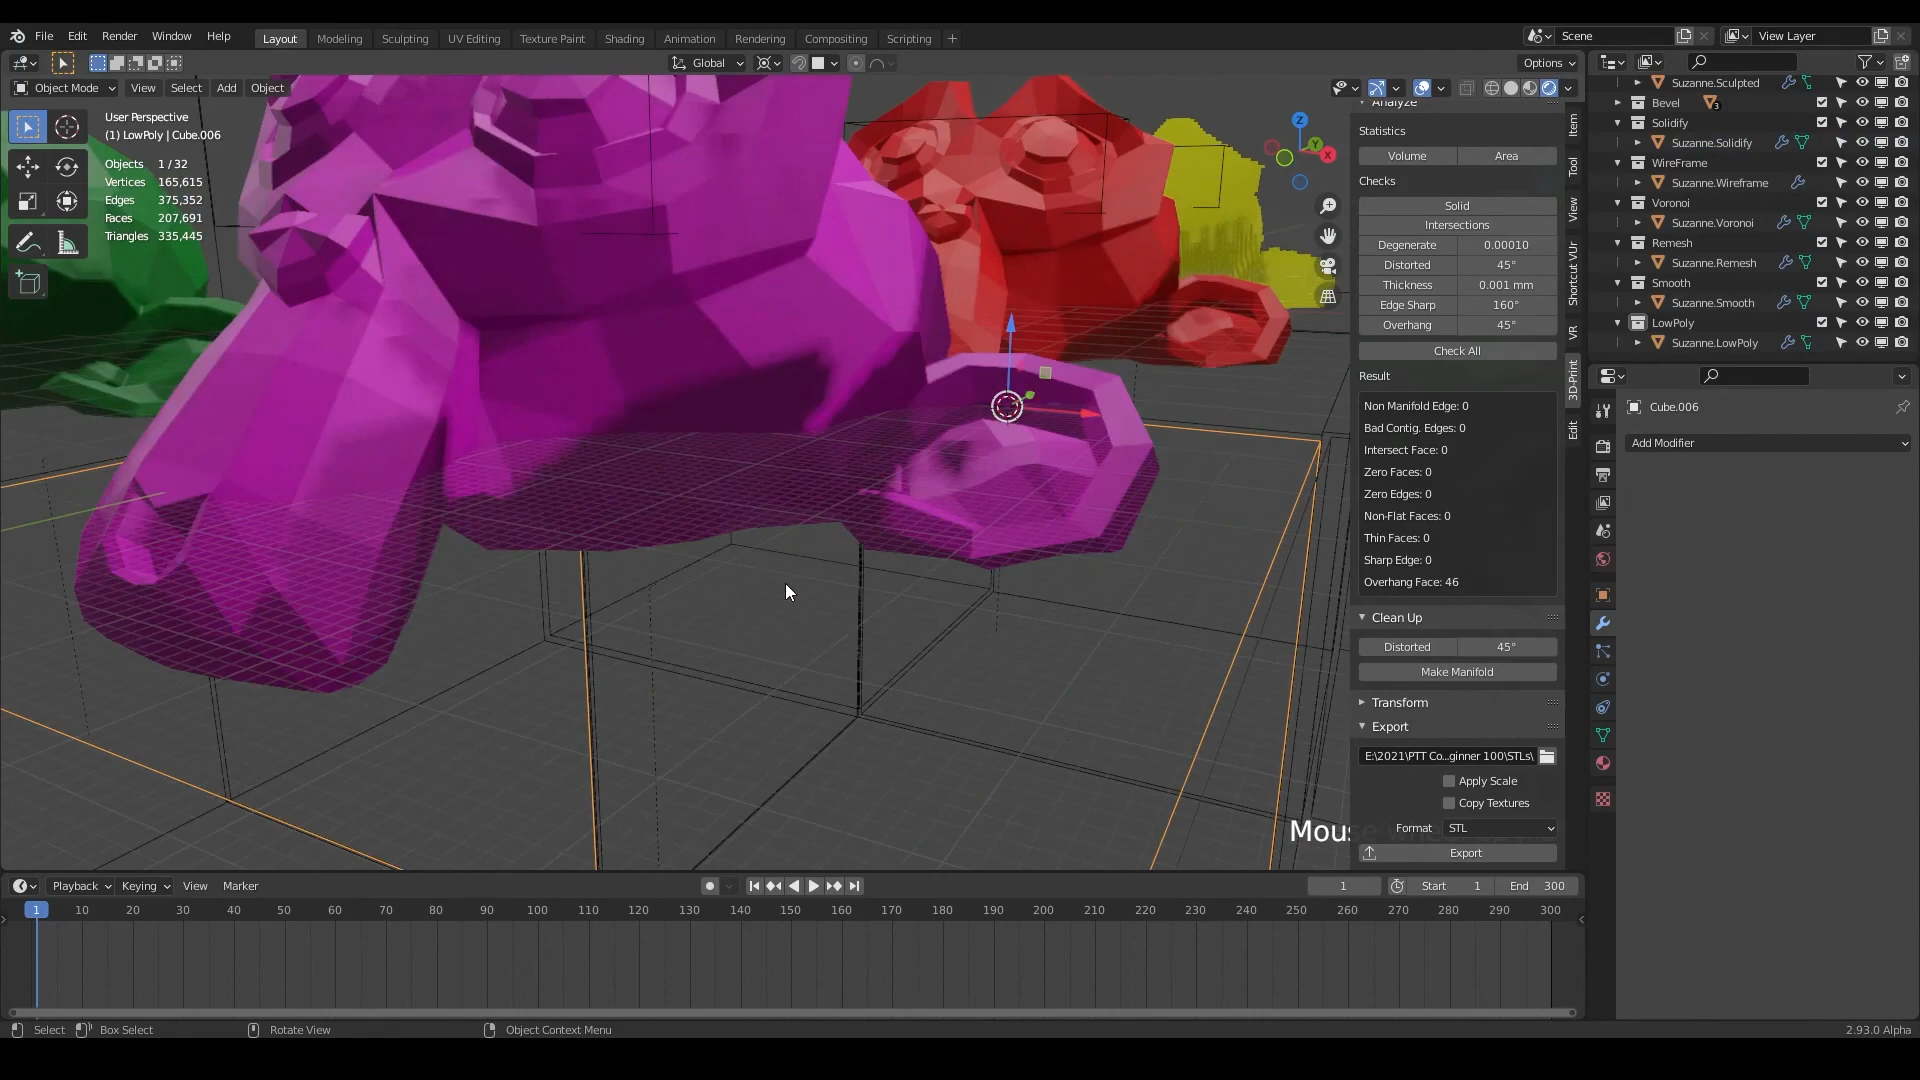 File Edit Render Window Help
Layout Modeling Sculpting UV Editing Texture Paint Shading Animation Rendering Compositing Scripting +
Scene
View Layer
Global
Options
Object Mode View Select Add Object
User Perspective
(1) LowPoly | Cube.006
Objects 1 / 32
Vertices 165,615
Edges 375,352
Faces 207,691
Triangles 335,445
Z
Y
X
Analyze
Statistics
Volume Area
Checks
Solid
Intersections
Degenerate 0.00010
Distorted 45°
Thickness 0.001 mm
Edge Sharp 160°
Overhang 45°
Check All
Result
Non Manifold Edge: 0
Bad Contig. Edges: 0
Intersect Face: 0
Zero Faces: 0
Zero Edges: 0
Non-Flat Faces: 0
Thin Faces: 0
Sharp Edge: 0
Overhang Face: 46
Clean Up
Distorted 45°
Make Manifold
Transform
Export
E:\2021\PTT Co...ginner 100\STLs\
Apply Scale
Copy Textures
Format STL
Export
Item
Tool
View
Shortcut VUr
VR
3D-Print
Edit
Suzanne.Sculpted
Bevel 3
Solidify
Suzanne.Solidify
WireFrame
Suzanne.Wireframe
Voronoi
Suzanne.Voronoi
Remesh
Suzanne.Remesh
Smooth
Suzanne.Smooth
LowPoly
Suzanne.LowPoly
Cube.006
Add Modifier
Playback Keying View Marker
1 Start 1 End 300
1 10 20 30 40 50 60 70 80 90 100 110 120 130 140 150 160 170 180 190 200 210 220 230 240 250 260 270 280 290 300
Select Box Select Rotate View Object Context Menu
2.93.0 Alpha